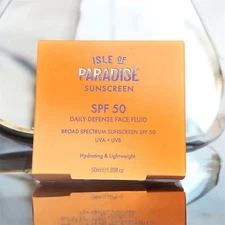 ISLE OF
PARADISE
SUNSCREEN
SPF 50
DAILY DEFENSE FACE FLUID
BROAD SPECTRUM SUNSCREEN SPF 50
UVA + UVB
Hydrating & Lightweight